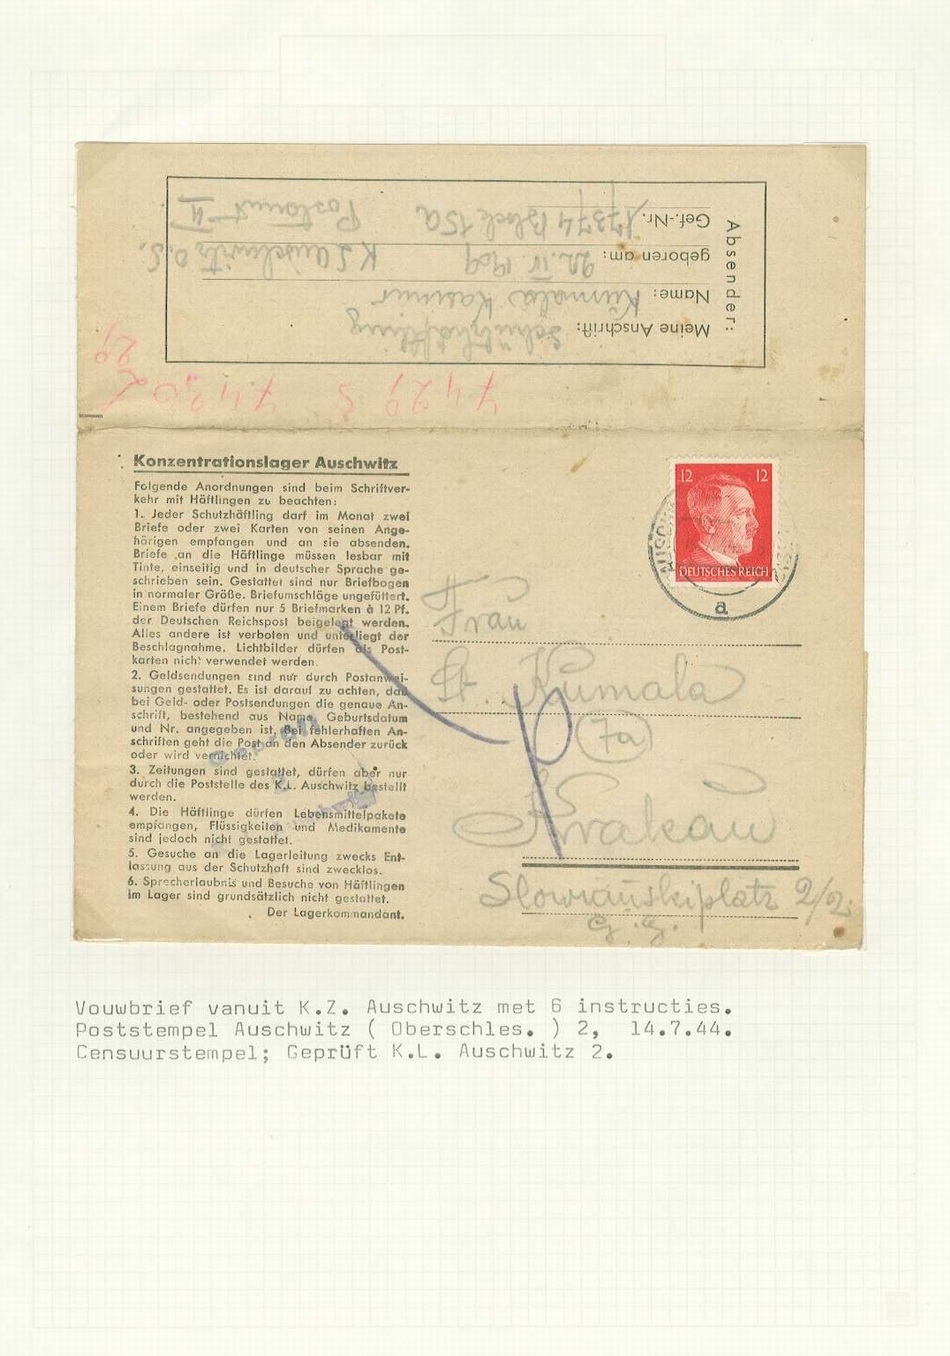 Absender:
Meine Anschrift: Schutzhäftling
Name: Kumala Kasimir
geboren am: 22. IV 1909 K L Auschwitz O.S.
Gef.-Nr. 17374 Block 15a Postamt II
7429 8 7430
29
Konzentrationslager Auschwitz
Folgende Anordnungen sind beim Schriftver-
kehr mit Häftlingen zu beachten:
1. Jeder Schutzhäftling darf im Monat zwei
Briefe oder zwei Karten von seinen Ange-
hörigen empfangen und an sie absenden.
Briefe an die Häftlinge müssen lesbar mit
Tinte, einseitig und in deutscher Sprache ge-
schrieben sein. Gestattet sind nur Briefbogen
in normaler Größe. Briefumschläge ungefüttert.
Einem Briefe dürfen nur 5 Briefmarken à 12 Pf.
der Deutschen Reichspost beigelegt werden.
Alles andere ist verboten und unterliegt der
Beschlagnahme. Lichtbilder dürfen als Post-
karten nicht verwendet werden.
2. Geldsendungen sind nur durch Postanwei-
sungen gestattet. Es ist darauf zu achten, daß
bei Geld- oder Postsendungen die genaue An-
schrift, bestehend aus Name, Geburtsdatum
und Nr. angegeben ist. Bei fehlerhaften An-
schriften geht die Post an den Absender zurück
oder wird vernichtet.
3. Zeitungen sind gestattet, dürfen aber nur
durch die Poststelle des K.L. Auschwitz bestellt
werden.
4. Die Häftlinge dürfen Lebensmittelpakete
empfangen, Flüssigkeiten und Medikamente
sind jedoch nicht gestattet.
5. Gesuche an die Lagerleitung zwecks Ent-
lassung aus der Schutzhaft sind zwecklos.
6. Sprecherlaubnis und Besuche von Häftlingen
im Lager sind grundsätzlich nicht gestattet.
Der Lagerkommandant.
12 12
DEUTSCHES REICH
a
Frau
St. Kumala
(7a)
Krakau
Slowiańskiplatz 2/2.
G.G.
Vouwbrief vanuit K.Z. Auschwitz met 6 instructies.
Poststempel Auschwitz ( Oberschles. ) 2, 14.7.44.
Censuurstempel; Geprüft K.L. Auschwitz 2.